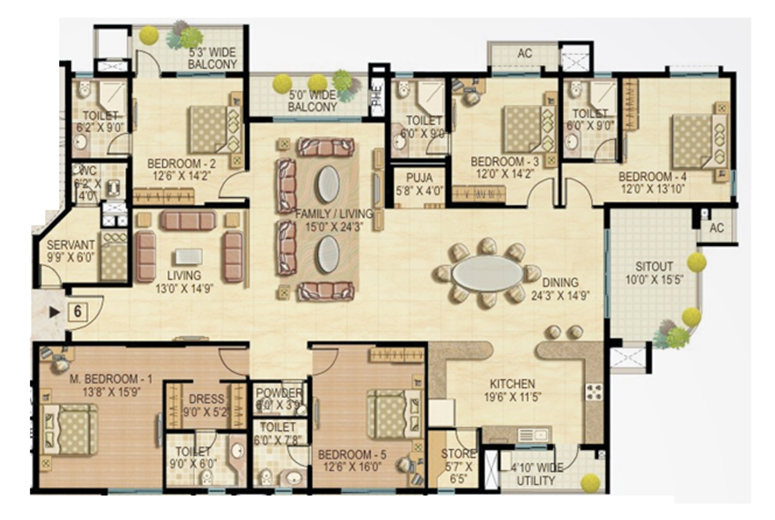 5'3" WIDE
BALCONY
AC
5'0" WIDE
BALCONY
PHE
TOILET
6'2" X 9'0"
TOILET
6'0" X 9'0"
TOILET
6'0" X 9'0"
BEDROOM - 2
12'6" X 14'2"
BEDROOM - 3
12'0" X 14'2"
BEDROOM - 4
12'0" X 13'10"
WC
6'2" X
4'0"
PUJA
5'8" X 4'0"
FAMILY / LIVING
15'0" X 24'3"
AC
SERVANT
9'9" X 6'0"
LIVING
13'0" X 14'9"
DINING
24'3" X 14'9"
SITOUT
10'0" X 15'5"
6
M. BEDROOM - 1
13'8" X 15'9"
DRESS
9'0" X 5'2"
POWDER
6'0" X 3'9"
KITCHEN
19'6" X 11'5"
TOILET
9'0" X 6'0"
TOILET
6'0" X 7'8"
BEDROOM - 5
12'6" X 16'0"
STORE
5'7" X
6'5"
4'10" WIDE
UTILITY